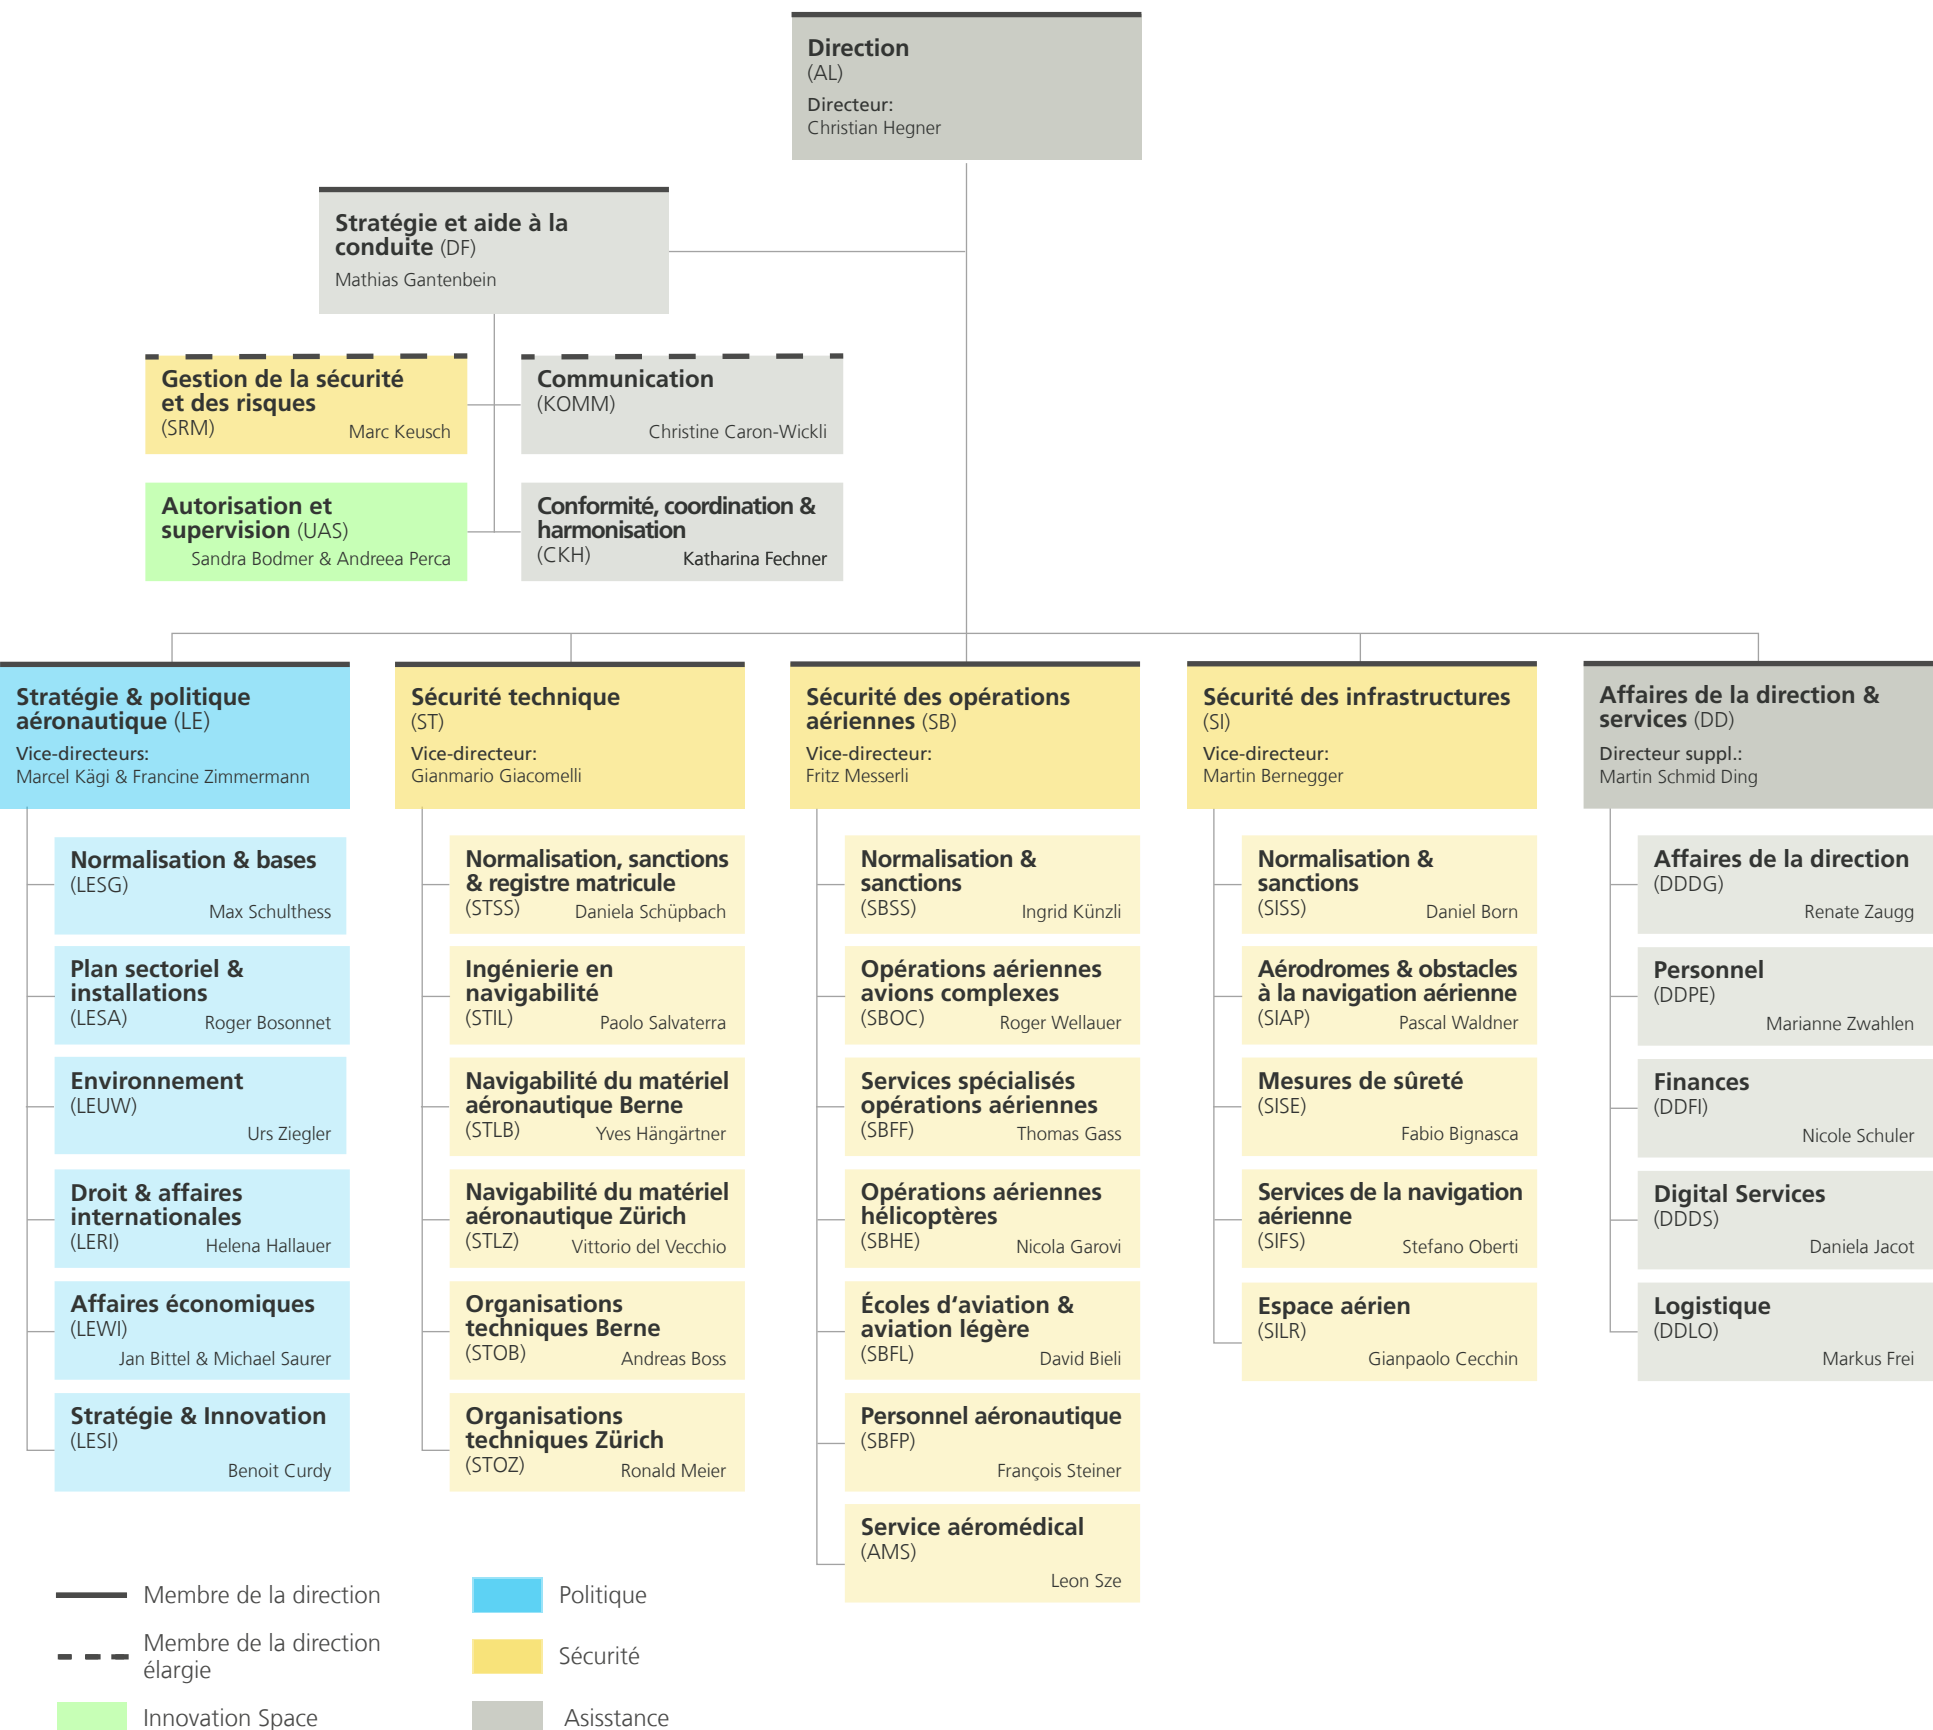 Direction
(AL)
Directeur:
Christian Hegner
Stratégie et aide à la
conduite (DF)
Mathias Gantenbein
Gestion de la sécurité
et des risques
(SRM) Marc Keusch
Communication
(KOMM)
Christine Caron-Wickli
Autorisation et
supervision (UAS)
Sandra Bodmer & Andreea Perca
Conformité, coordination &
harmonisation
(CKH) Katharina Fechner
Stratégie & politique
aéronautique (LE)
Vice-directeurs:
Marcel Kägi & Francine Zimmermann
Normalisation & bases
(LESG)
Max Schulthess
Plan sectoriel &
installations
(LESA) Roger Bosonnet
Environnement
(LEUW)
Urs Ziegler
Droit & affaires
internationales
(LERI) Helena Hallauer
Affaires économiques
(LEWI)
Jan Bittel & Michael Saurer
Stratégie & Innovation
(LESI)
Benoit Curdy
Sécurité technique
(ST)
Vice-directeur:
Gianmario Giacomelli
Normalisation, sanctions
& registre matricule
(STSS) Daniela Schüpbach
Ingénierie en
navigabilité
(STIL) Paolo Salvaterra
Navigabilité du matériel
aéronautique Berne
(STLB) Yves Hängärtner
Navigabilité du matériel
aéronautique Zürich
(STLZ) Vittorio del Vecchio
Organisations
techniques Berne
(STOB) Andreas Boss
Organisations
techniques Zürich
(STOZ) Ronald Meier
Sécurité des opérations
aériennes (SB)
Vice-directeur:
Fritz Messerli
Normalisation &
sanctions
(SBSS) Ingrid Künzli
Opérations aériennes
avions complexes
(SBOC) Roger Wellauer
Services spécialisés
opérations aériennes
(SBFF) Thomas Gass
Opérations aériennes
hélicoptères
(SBHE) Nicola Garovi
Écoles d‘aviation &
aviation légère
(SBFL) David Bieli
Personnel aéronautique
(SBFP)
François Steiner
Service aéromédical
(AMS)
Leon Sze
Sécurité des infrastructures
(SI)
Vice-directeur:
Martin Bernegger
Normalisation &
sanctions
(SISS) Daniel Born
Aérodromes & obstacles
à la navigation aérienne
(SIAP) Pascal Waldner
Mesures de sûreté
(SISE)
Fabio Bignasca
Services de la navigation
aérienne
(SIFS) Stefano Oberti
Espace aérien
(SILR)
Gianpaolo Cecchin
Affaires de la direction &
services (DD)
Directeur suppl.:
Martin Schmid Ding
Affaires de la direction
(DDDG)
Renate Zaugg
Personnel
(DDPE)
Marianne Zwahlen
Finances
(DDFI)
Nicole Schuler
Digital Services
(DDDS)
Daniela Jacot
Logistique
(DDLO)
Markus Frei
Membre de la direction
Membre de la direction
élargie
Innovation Space
Politique
Sécurité
Asisstance